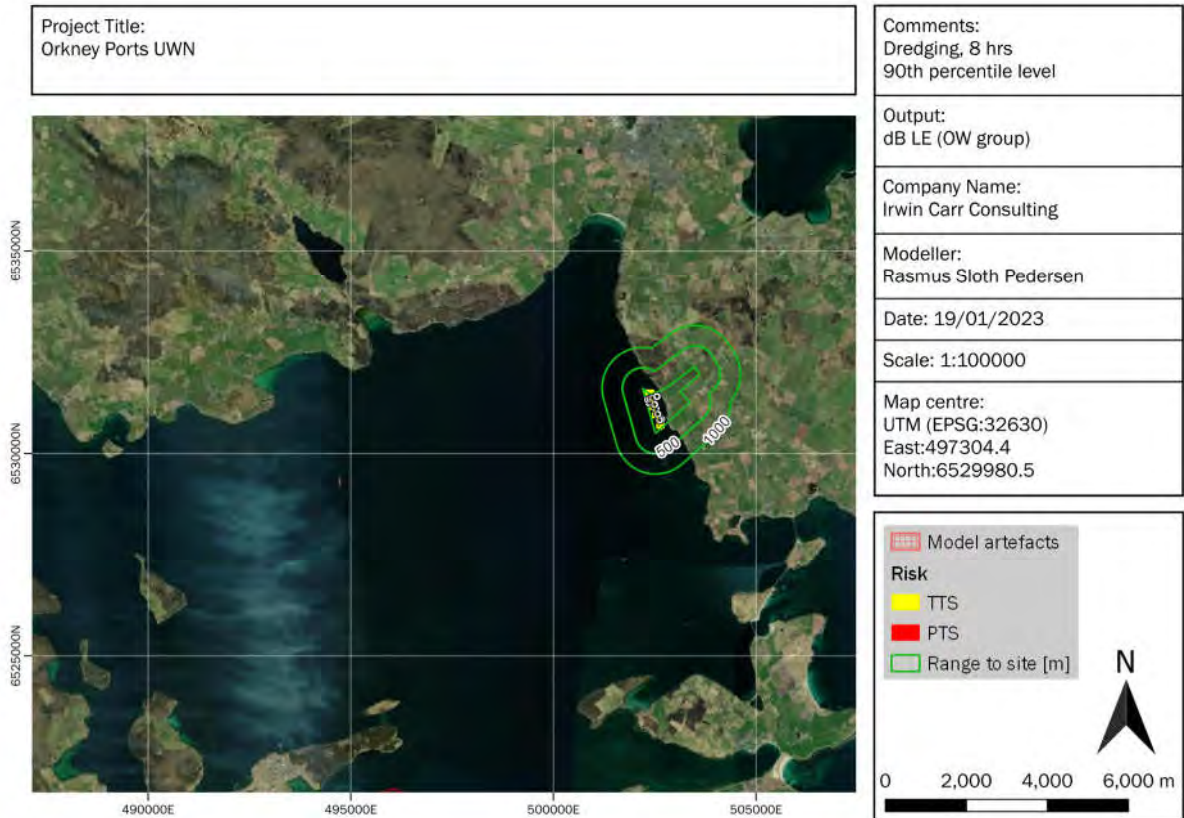 Project Title:
Orkney Ports UWN
Comments:
Dredging, 8 hrs
90th percentile level
Output:
dB LE (OW group)
Company Name:
Irwin Carr Consulting
Modeller:
Rasmus Sloth Pedersen
Date: 19/01/2023
Scale: 1:100000
Map centre:
UTM (EPSG:32630)
East:497304.4
North:6529980.5
Model artefacts
Risk
TTS
PTS
Range to site [m]
N
0 2,000 4,000 6,000 m
6535000N
6530000N
6525000N
500
1000
490000E 495000E 500000E 505000E